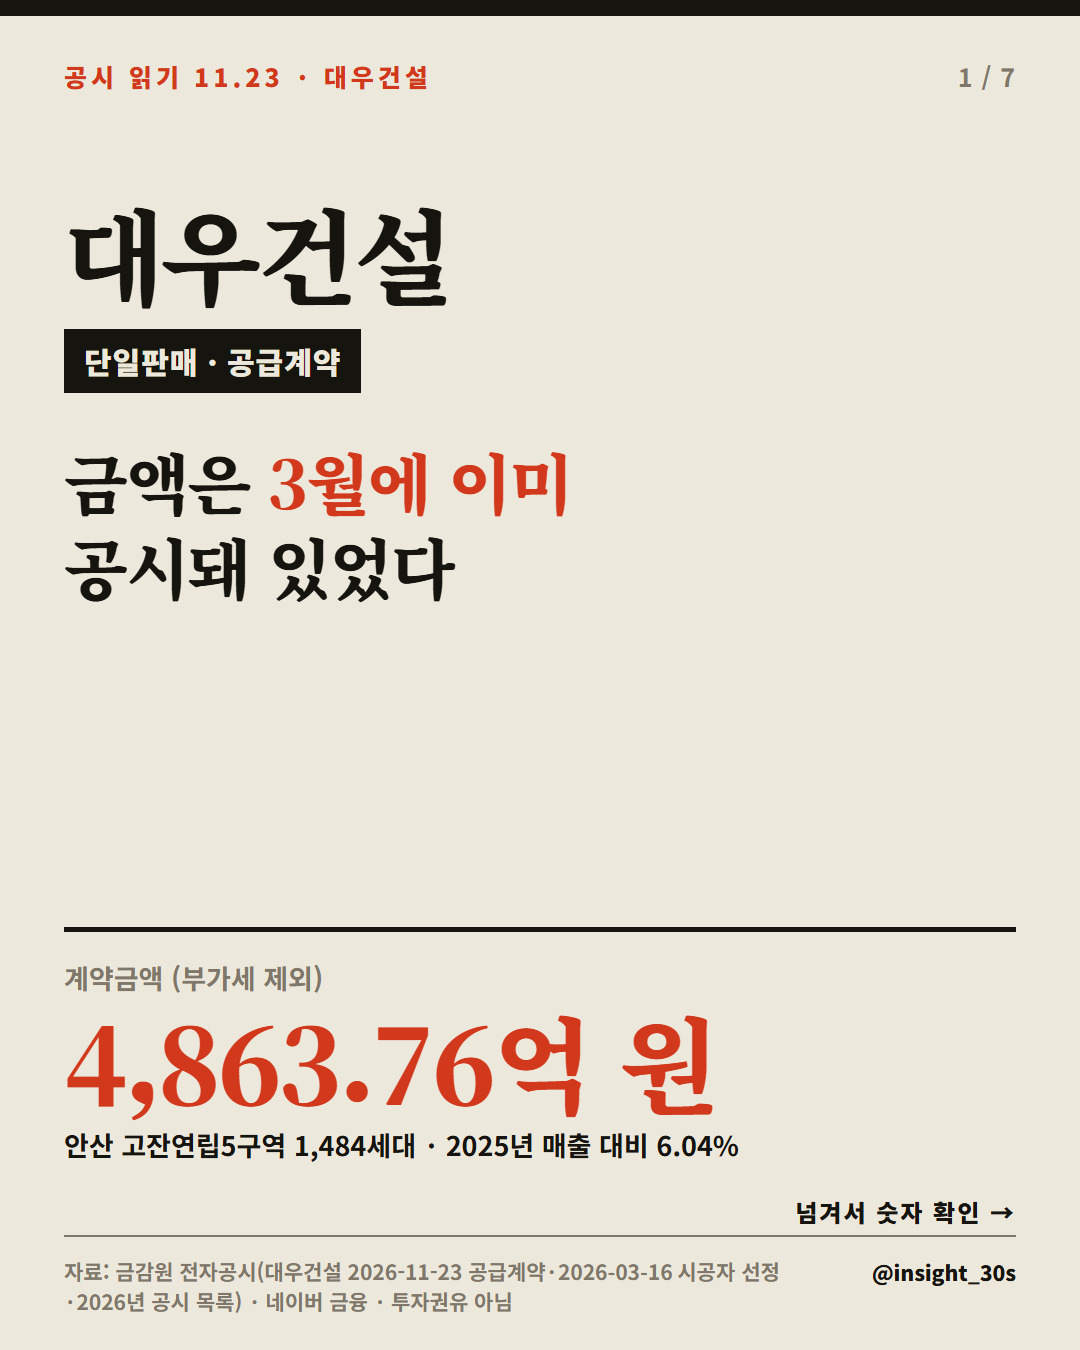 공시 읽기 11.23 · 대우건설
1 / 7
대우건설
단일판매 · 공급계약
금액은 3월에 이미
공시돼 있었다
계약금액 (부가세 제외)
4,863.76억 원
안산 고잔연립5구역 1,484세대 · 2025년 매출 대비 6.04%
넘겨서 숫자 확인 →
자료: 금감원 전자공시(대우건설 2026-11-23 공급계약·2026-03-16 시공자 선정
·2026년 공시 목록) · 네이버 금융 · 투자권유 아님
@insight_30s